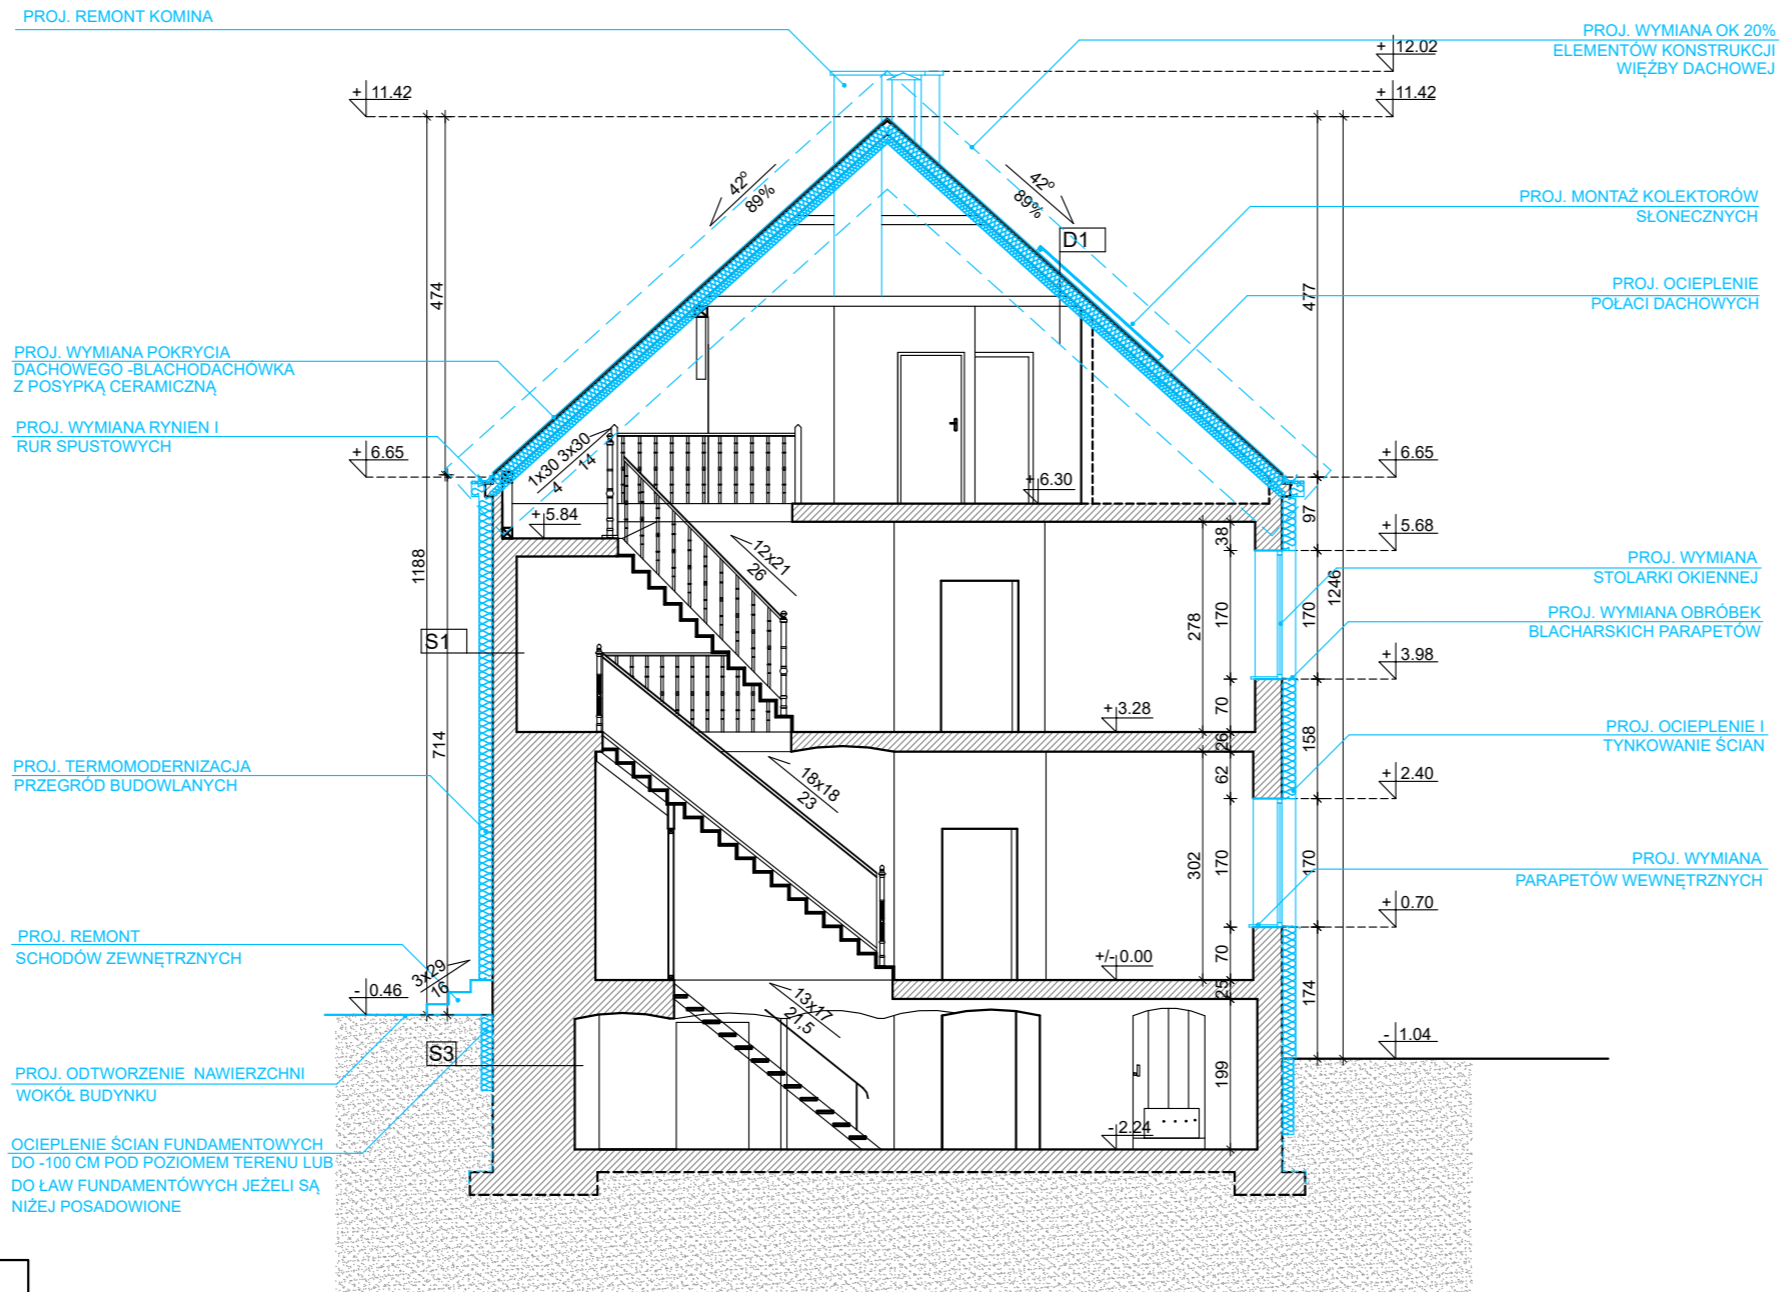 PROJ. REMONT KOMINA
PROJ. WYMIANA OK 20%
ELEMENTÓW KONSTRUKCJI
WIĘŹBY DACHOWEJ
+ 12.02
+ 11.42
+ 11.42
42º
89%
42º
89%
PROJ. MONTAŻ KOLEKTORÓW
SŁONECZNYCH
D1
PROJ. OCIEPLENIE
POŁACI DACHOWYCH
474
477
PROJ. WYMIANA POKRYCIA
DACHOWEGO -BLACHODACHÓWKA
Z POSYPKĄ CERAMICZNĄ
PROJ. WYMIANA RYNIEN I
RUR SPUSTOWYCH
+ 6.65
+ 6.65
1x30 3x30
4 14
+ 6.30
+ 5.84
97
+ 5.68
38
12x21
26
1188
1246
PROJ. WYMIANA
STOLARKI OKIENNEJ
278
170
170
PROJ. WYMIANA OBRÓBEK
BLACHARSKICH PARAPETÓW
S1
+ 3.98
70
+ 3.28
714
26
158
PROJ. OCIEPLENIE I
TYNKOWANIE ŚCIAN
PROJ. TERMOMODERNIZACJA
PRZEGRÓD BUDOWLANYCH
18x18
23
62
+ 2.40
302
170
170
PROJ. WYMIANA
PARAPETÓW WEWNĘTRZNYCH
+ 0.70
PROJ. REMONT
SCHODÓW ZEWNĘTRZNYCH
3x29
16
+/- 0.00
70
- 0.46
13x17
21,5
25
174
- 1.04
S3
199
PROJ. ODTWORZENIE NAWIERZCHNI
WOKÓŁ BUDYNKU
- 2.24
OCIEPLENIE ŚCIAN FUNDAMENTOWYCH
DO -100 CM POD POZIOMEM TERENU LUB
DO ŁAW FUNDAMENTÓWYCH JEŻELI SĄ
NIŻEJ POSADOWIONE